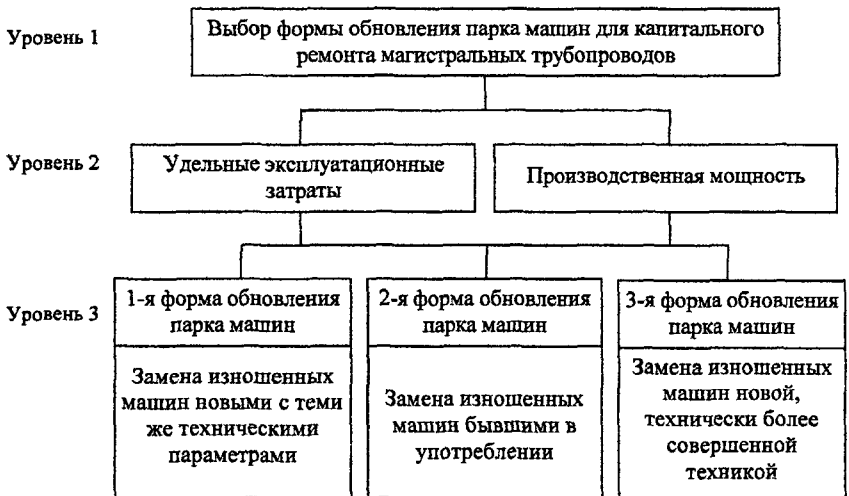 Уровень 1
Выбор формы обновления парка машин для капитального
ремонта магистральных трубопроводов
Уровень 2
Удельные эксплуатационные
затраты
Производственная мощность
Уровень 3
1-я форма обновления
парка машин
Замена изношенных
машин новыми с теми
же техническими
параметрами
2-я форма обновления
парка машин
Замена изношенных
машин бывшими в
употреблении
3-я форма обновления
парка машин
Замена изношенных
машин новой,
технически более
совершенной
техникой